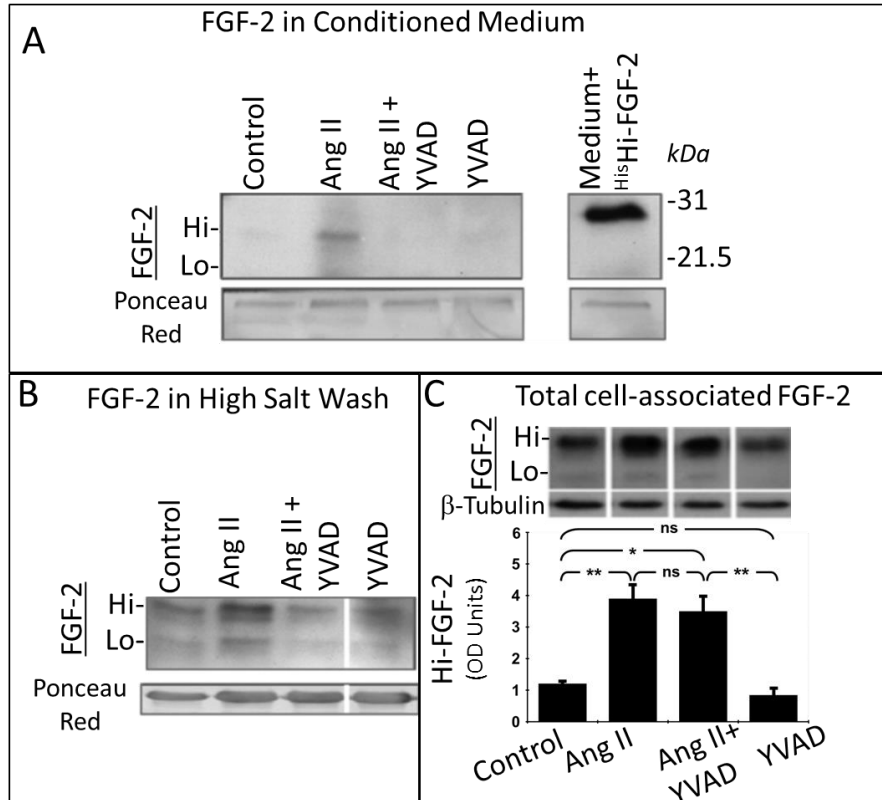 A
FGF-2 in Conditioned Medium
Control
Ang II
Ang II +
YVAD
YVAD
Medium+
HisHi-FGF-2
kDa
FGF-2
Hi-
Lo-
-31
-21.5
Ponceau
Red
B
FGF-2 in High Salt Wash
Control
Ang II
Ang II +
YVAD
YVAD
FGF-2
Hi-
Lo-
Ponceau
Red
C
Total cell-associated FGF-2
FGF-2
Hi-
Lo-
β-Tubulin
Hi-FGF-2
(OD Units)
6
5
4
3
2
1
0
ns
*
** ns **
Control
Ang II
Ang II+
YVAD
YVAD